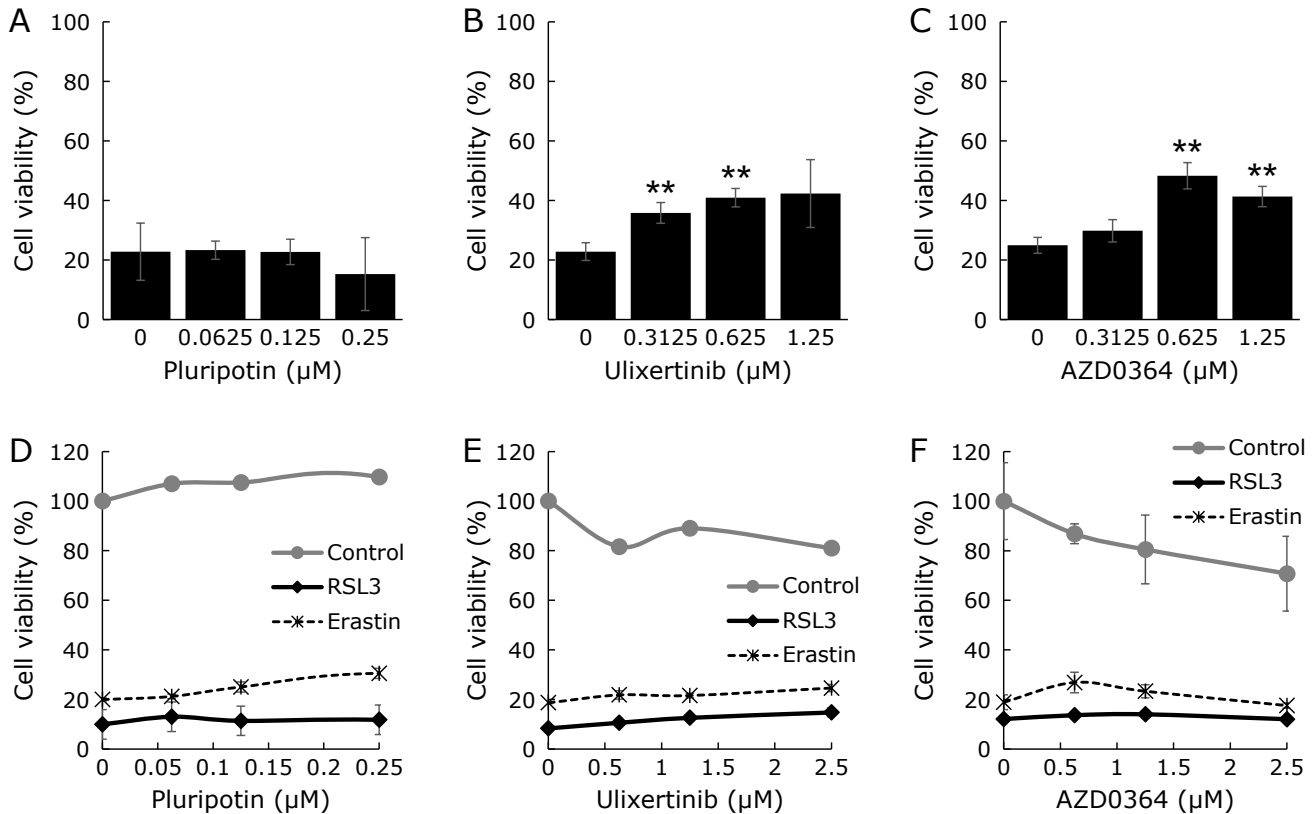 A
Cell viability (%)
100
80
60
40
20
0
0 0.0625 0.125 0.25
Pluripotin (µM)
B
Cell viability (%)
100
80
60
40
20
0
** **
0 0.3125 0.625 1.25
Ulixertinib (µM)
C
Cell viability (%)
100
80
60
40
20
0
** **
0 0.3125 0.625 1.25
AZD0364 (µM)
D
Cell viability (%)
120
100
80
60
40
20
0
Control
RSL3
Erastin
0 0.05 0.1 0.15 0.2 0.25
Pluripotin (µM)
E
Cell viability (%)
120
100
80
60
40
20
0
Control
RSL3
Erastin
0 0.5 1 1.5 2 2.5
Ulixertinib (µM)
F
Cell viability (%)
120
100
80
60
40
20
0
Control
RSL3
Erastin
0 0.5 1 1.5 2 2.5
AZD0364 (µM)